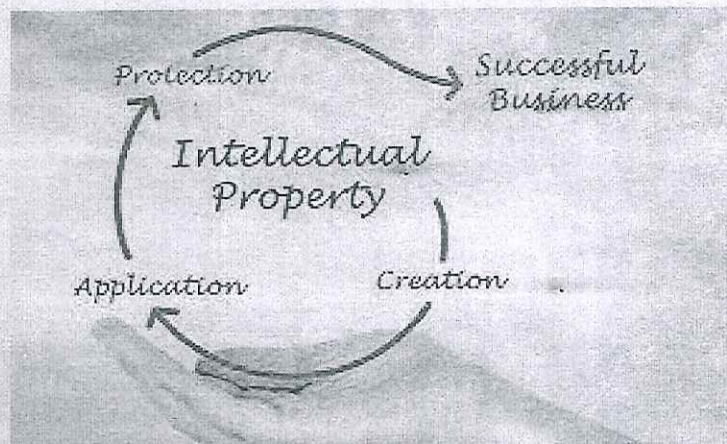 Protection
Successful
Business
Intellectual
Property
Application
Creation